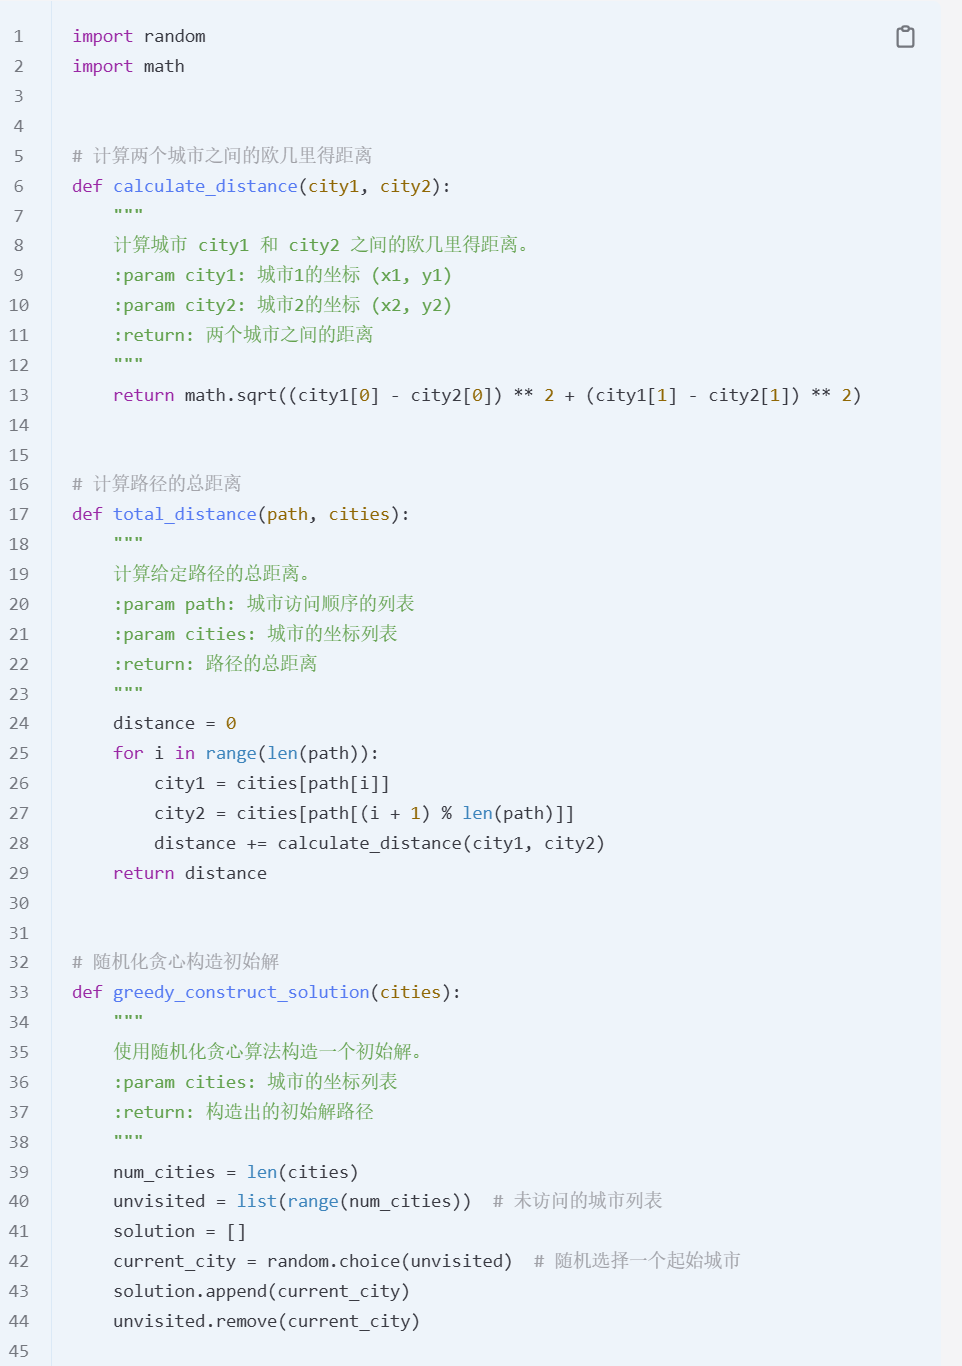 1 import random
2 import math
3
4
5 # 计算两个城市之间的欧几里得距离
6 def calculate_distance(city1, city2):
7     """
8     计算城市 city1 和 city2 之间的欧几里得距离。
9     :param city1: 城市1的坐标 (x1, y1)
10     :param city2: 城市2的坐标 (x2, y2)
11     :return: 两个城市之间的距离
12     """
13     return math.sqrt((city1[0] - city2[0]) ** 2 + (city1[1] - city2[1]) ** 2)
14
15
16 # 计算路径的总距离
17 def total_distance(path, cities):
18     """
19     计算给定路径的总距离。
20     :param path: 城市访问顺序的列表
21     :param cities: 城市的坐标列表
22     :return: 路径的总距离
23     """
24     distance = 0
25     for i in range(len(path)):
26         city1 = cities[path[i]]
27         city2 = cities[path[(i + 1) % len(path)]]
28         distance += calculate_distance(city1, city2)
29     return distance
30
31
32 # 随机化贪心构造初始解
33 def greedy_construct_solution(cities):
34     """
35     使用随机化贪心算法构造一个初始解。
36     :param cities: 城市的坐标列表
37     :return: 构造出的初始解路径
38     """
39     num_cities = len(cities)
40     unvisited = list(range(num_cities))  # 未访问的城市列表
41     solution = []
42     current_city = random.choice(unvisited)  # 随机选择一个起始城市
43     solution.append(current_city)
44     unvisited.remove(current_city)
45